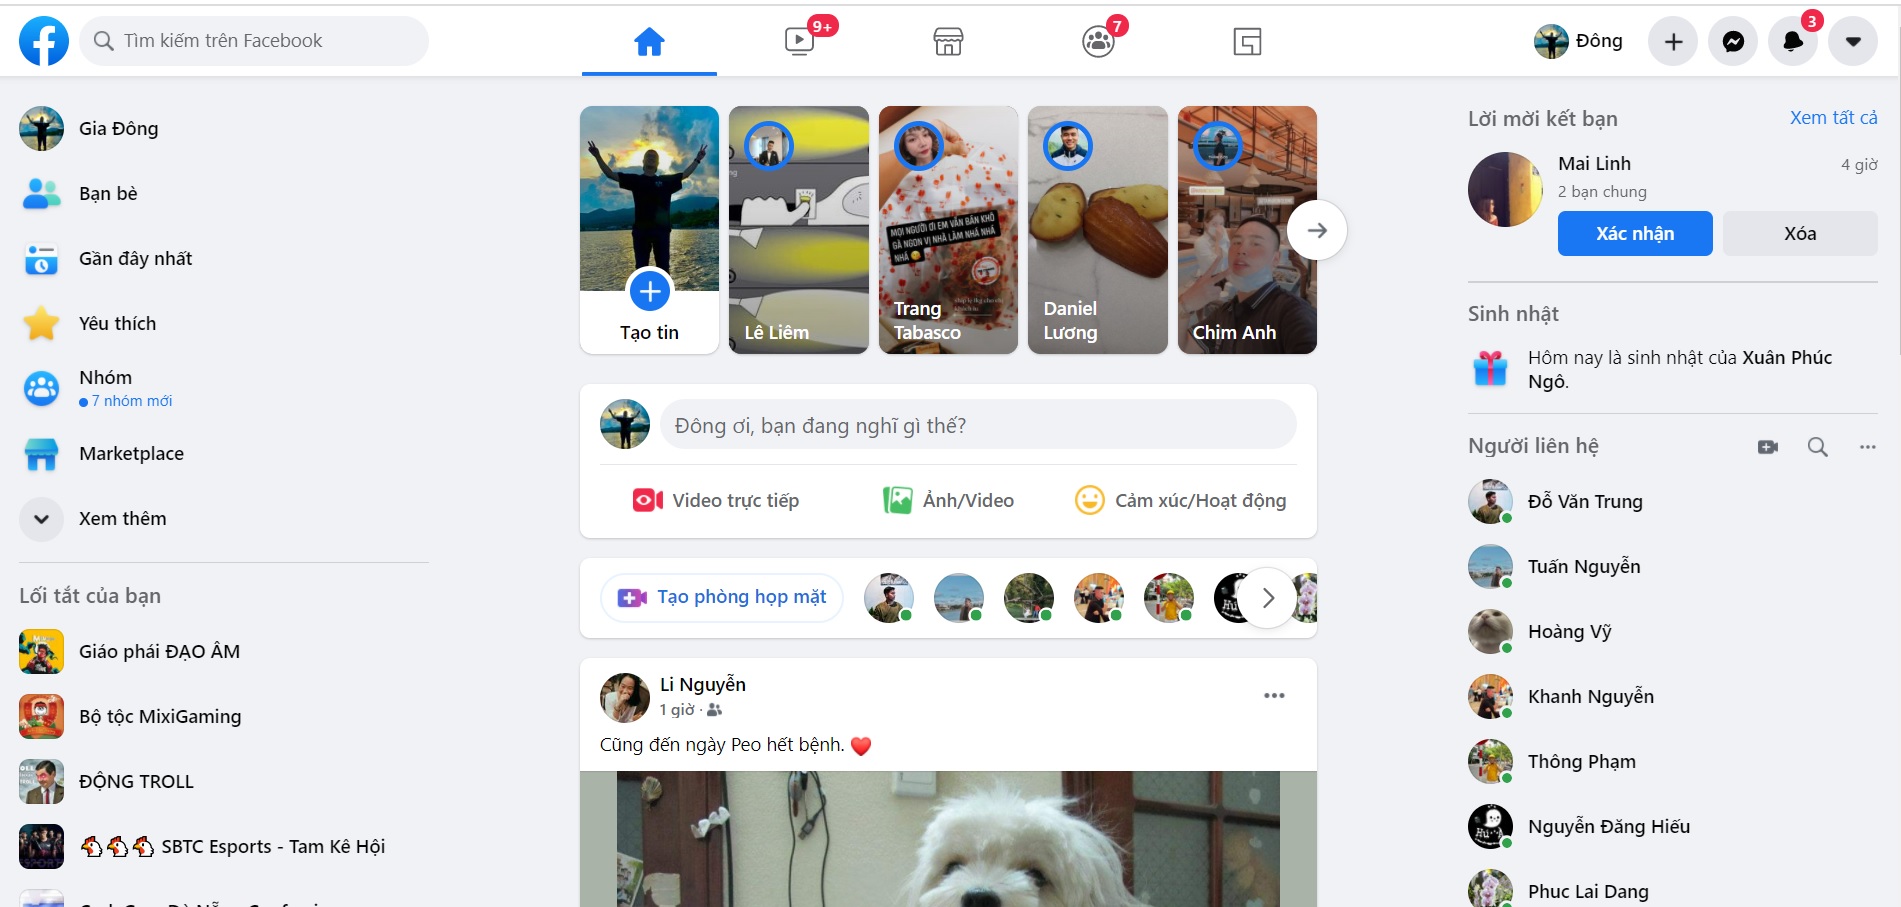 Tìm kiếm trên Facebook
9+
7
Đông
3
Gia Đông
Bạn bè
Gần đây nhất
Yêu thích
Nhóm
7 nhóm mới
Marketplace
Xem thêm
Lối tắt của bạn
Giáo phái ĐẠO ÂM
Bộ tộc MixiGaming
ĐỘNG TROLL
SBTC Esports - Tam Kê Hội
Tạo tin
Lê Liêm
MỌI NGƯỜI ƠI EM VẪN BÁN KHÔ
GÀ NGON VỊ NHÀ LÀM NHÁ NHÁ
NHÁ
Trang
Tabasco
Daniel
Lương
Chim Anh
Đông ơi, bạn đang nghĩ gì thế?
Video trực tiếp
Ảnh/Video
Cảm xúc/Hoạt động
Tạo phòng họp mặt
Li Nguyễn
1 giờ ·
Cũng đến ngày Peo hết bệnh. ❤️
Lời mời kết bạn
Xem tất cả
Mai Linh
4 giờ
2 bạn chung
Xác nhận
Xóa
Sinh nhật
Hôm nay là sinh nhật của Xuân Phúc
Ngô.
Người liên hệ
Đỗ Văn Trung
Tuấn Nguyễn
Hoàng Vỹ
Khanh Nguyễn
Thông Phạm
Nguyễn Đăng Hiếu
Phuc Lai Dang